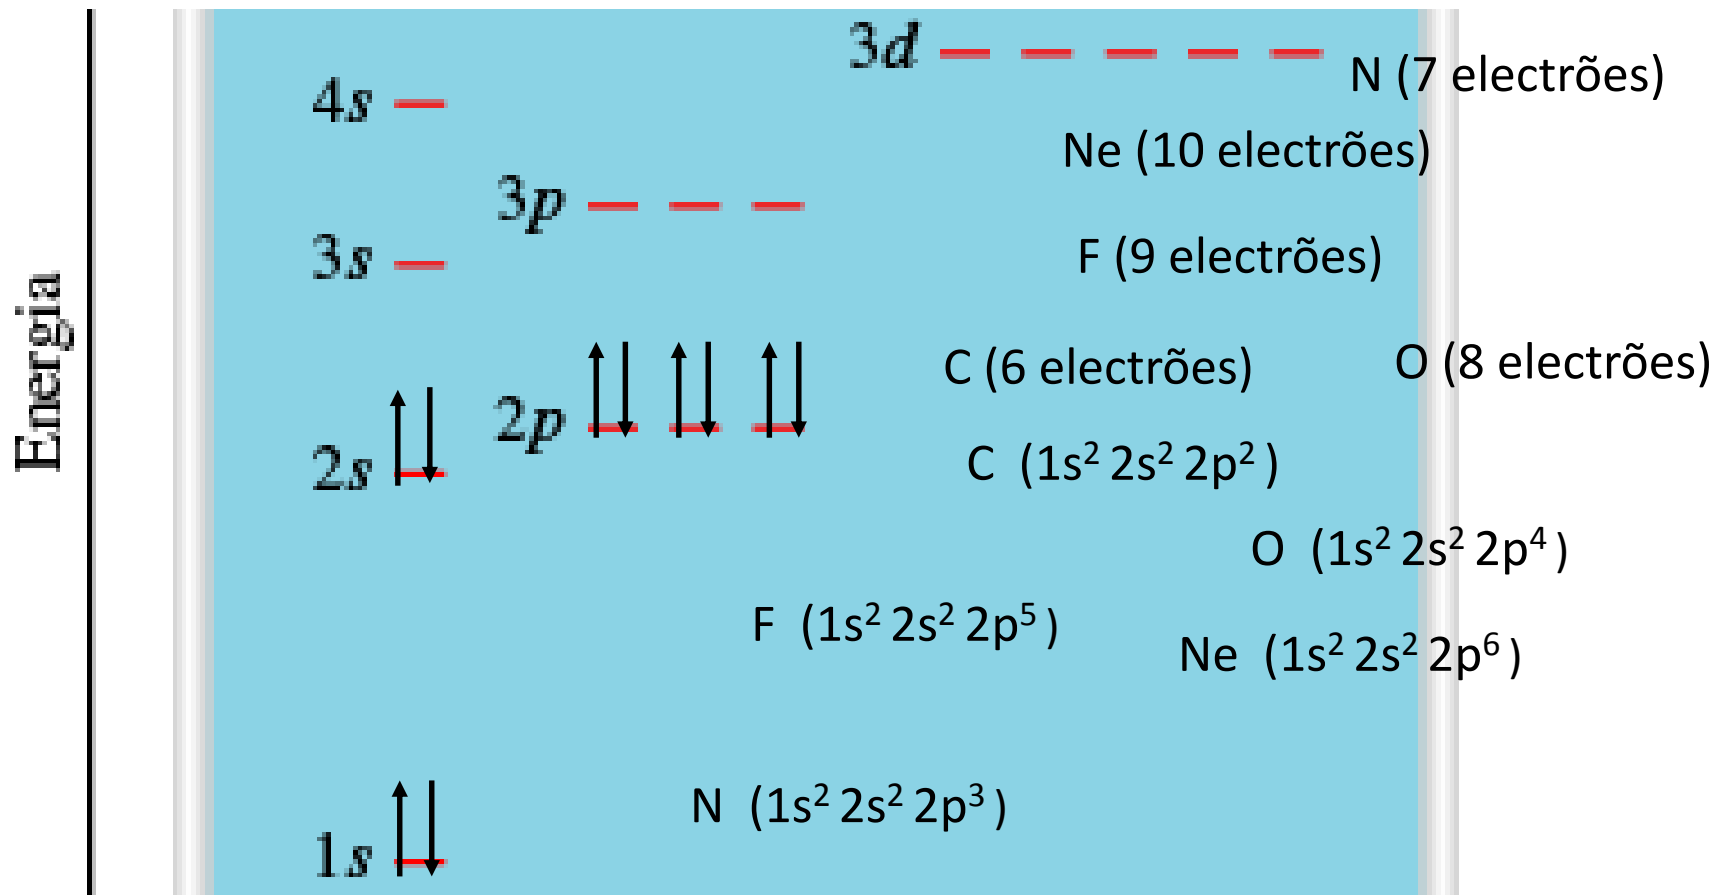 Energia
3d
N (7 electrões)
4s
Ne (10 electrões)
3p
3s
F (9 electrões)
C (6 electrões)
O (8 electrões)
2p
2s
C (1s² 2s² 2p² )
O (1s² 2s² 2p⁴ )
F (1s² 2s² 2p⁵ )
Ne (1s² 2s² 2p⁶ )
N (1s² 2s² 2p³ )
1s